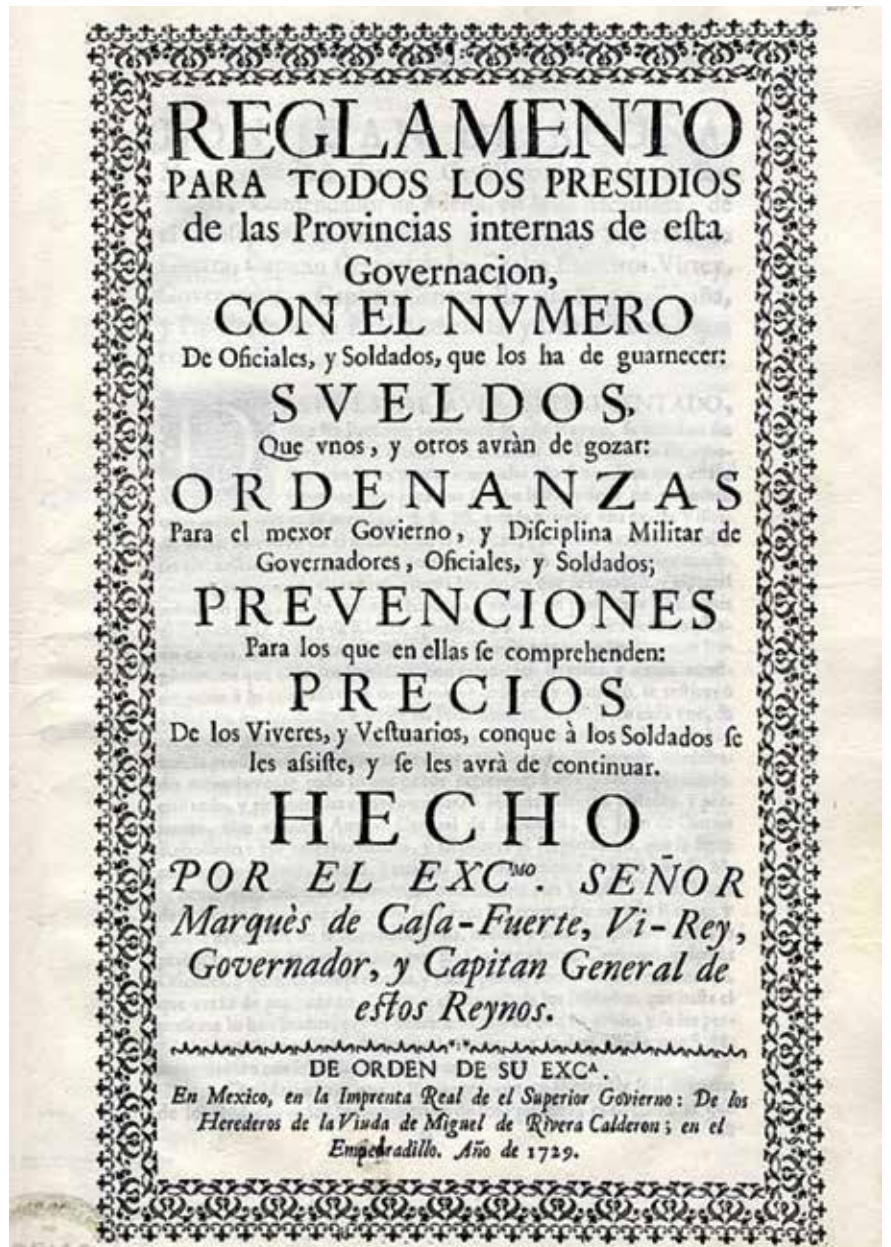 REGLAMENTO
PARA TODOS LOS PRESIDIOS
de las Provincias internas de eſta
Governacion,
CON EL NVMERO
De Oficiales, y Soldados, que los ha de guarnecer:
SVELDOS,
Que vnos, y otros avràn de gozar:
ORDENANZAS
Para el mexor Govierno, y Diſciplina Militar de
Governadores, Oficiales, y Soldados;
PREVENCIONES
Para los que en ellas ſe comprehenden:
PRECIOS
De los Viveres, y Veſtuarios, conque à los Soldados ſe
les aſsiſte, y ſe les avrà de continuar.
HECHO
POR EL EXCᴹᴼ. SEÑOR
Marquès de Caſa-Fuerte, Vi-Rey,
Governador, y Capitan General de
eſtos Reynos.
DE ORDEN DE SU EXCᴬ.
En Mexico, en la Imprenta Real de el Superior Govierno: De los
Herederos de la Viuda de Miguel de Rivera Calderon; en el
Empedradillo. Año de 1729.